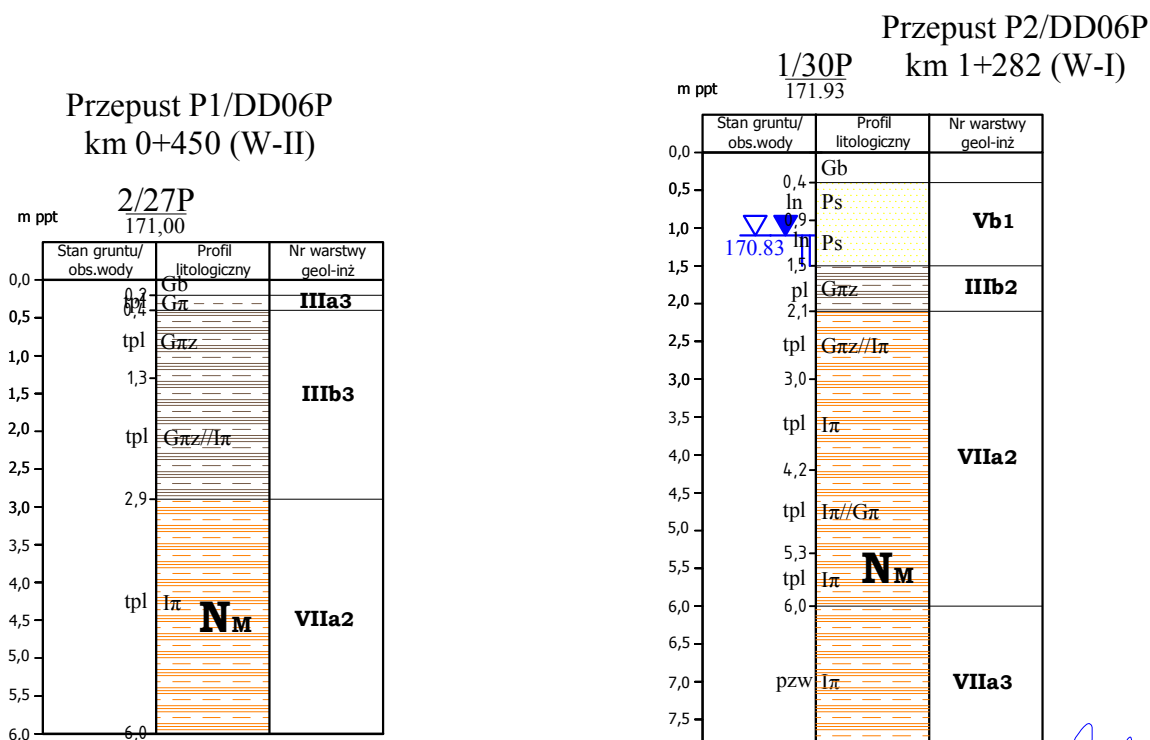 Przepust P1/DD06P
km 0+450 (W-II)
2/27P
171,00
m ppt
Stan gruntu/
obs.wody
Profil
litologiczny
Nr warstwy
geol-inż
0,0
0,5
1,0
1,5
2,0
2,5
3,0
3,5
4,0
4,5
5,0
5,5
6,0
Gb
0,2
tpl
Gπ
IIIa3
0,4
tpl
Gπz
1,3
IIIb3
tpl
Gπz//Iπ
2,9
tpl
Iπ
NM
VIIa2
6,0
Przepust P2/DD06P
km 1+282 (W-I)
1/30P
171.93
m ppt
Stan gruntu/
obs.wody
Profil
litologiczny
Nr warstwy
geol-inż
0,0
0,5
1,0
1,5
2,0
2,5
3,0
3,5
4,0
4,5
5,0
5,5
6,0
6,5
7,0
7,5
Gb
0,4
ln
Ps
0,9
Vb1
170.83
ln
Ps
1,5
pl
Gπz
IIIb2
2,1
tpl
Gπz//Iπ
3,0
tpl
Iπ
4,2
VIIa2
tpl
Iπ//Gπ
5,3
NM
tpl
Iπ
6,0
pzw
Iπ
VIIa3